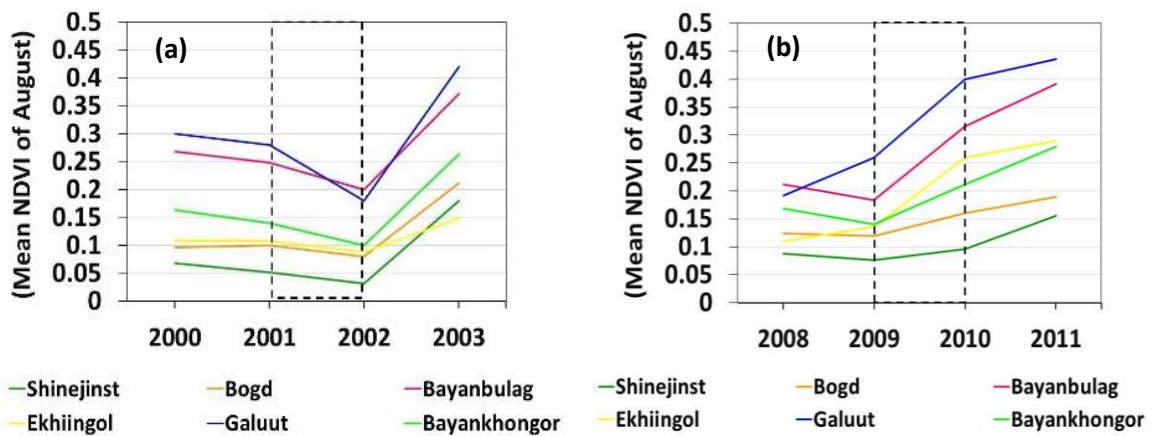 (a)
(Mean NDVI of August)
0.5
0.45
0.4
0.35
0.3
0.25
0.2
0.15
0.1
0.05
0
2000 2001 2002 2003
Shinejinst Bogd Bayanbulag
Ekhiingol Galuut Bayankhongor
(b)
(Mean NDVI of August)
0.5
0.45
0.4
0.35
0.3
0.25
0.2
0.15
0.1
0.05
0
2008 2009 2010 2011
Shinejinst Bogd Bayanbulag
Ekhiingol Galuut Bayankhongor